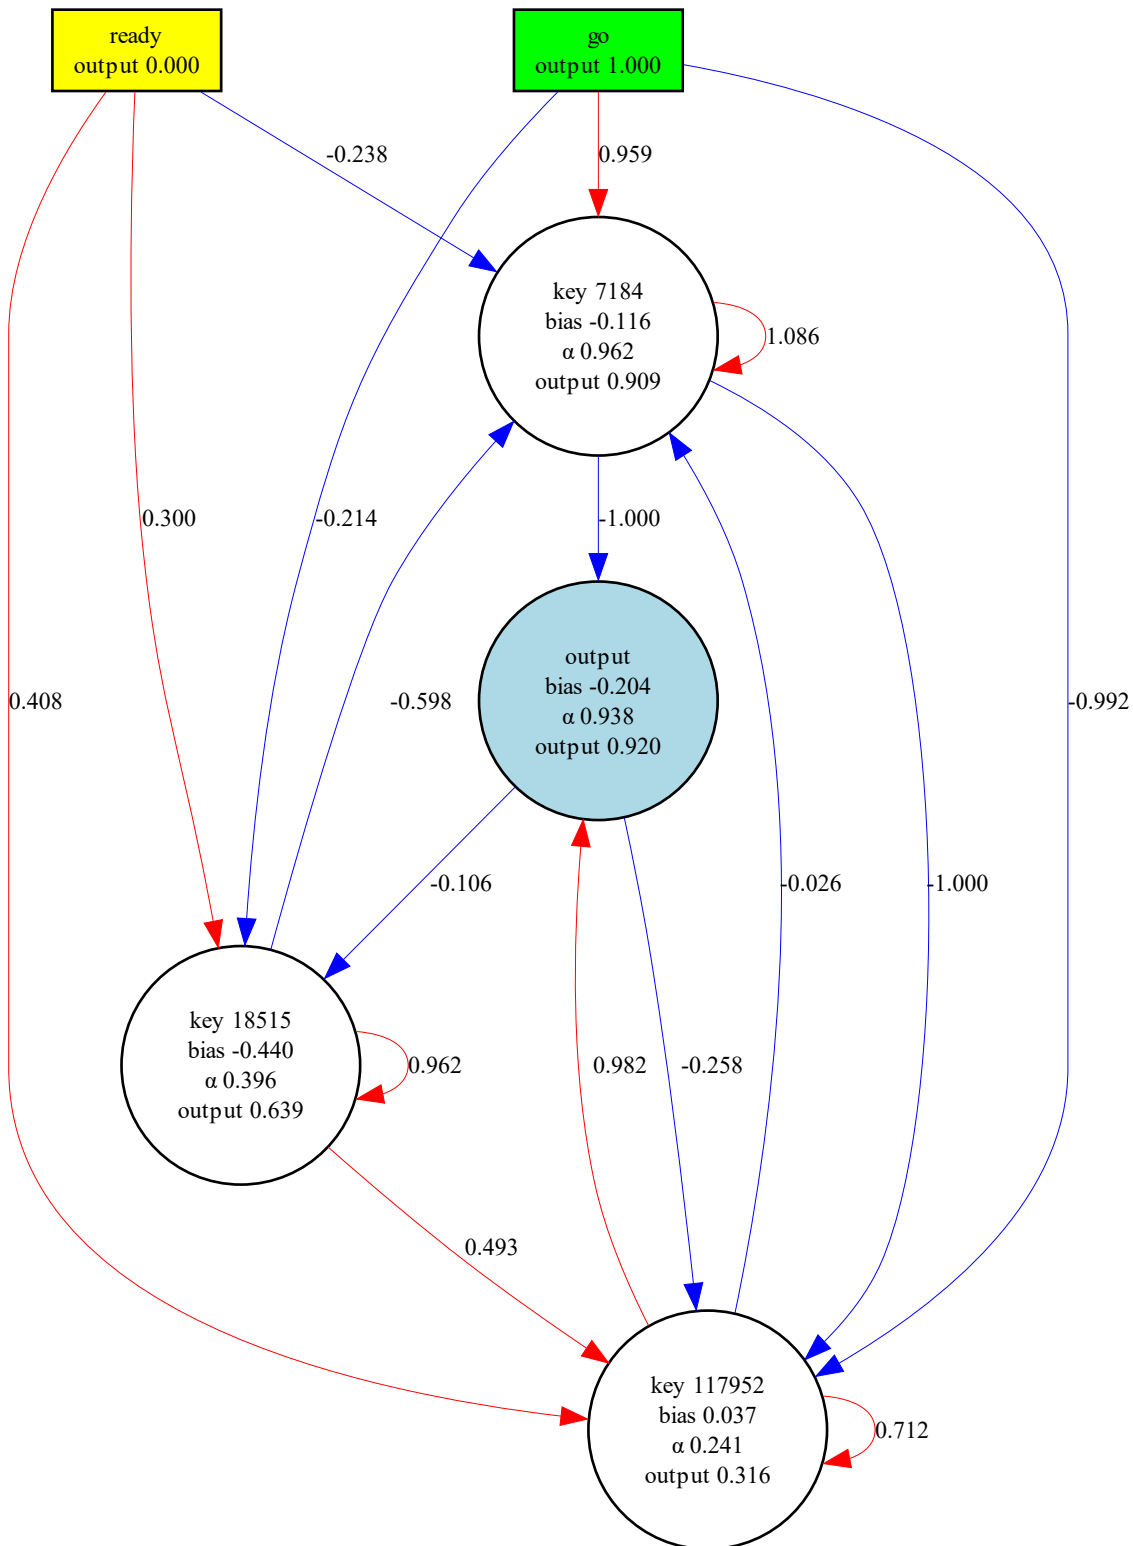 ready
output 0.000
go
output 1.000
-0.238
0.959
key 7184
bias -0.116
α 0.962
output 0.909
1.086
0.300
-0.214
-1.000
output
bias -0.204
α 0.938
output 0.920
0.408
-0.598
-0.992
-0.106
-0.026
-1.000
key 18515
bias -0.440
α 0.396
output 0.639
0.962
0.982
-0.258
0.493
key 117952
bias 0.037
α 0.241
output 0.316
0.712